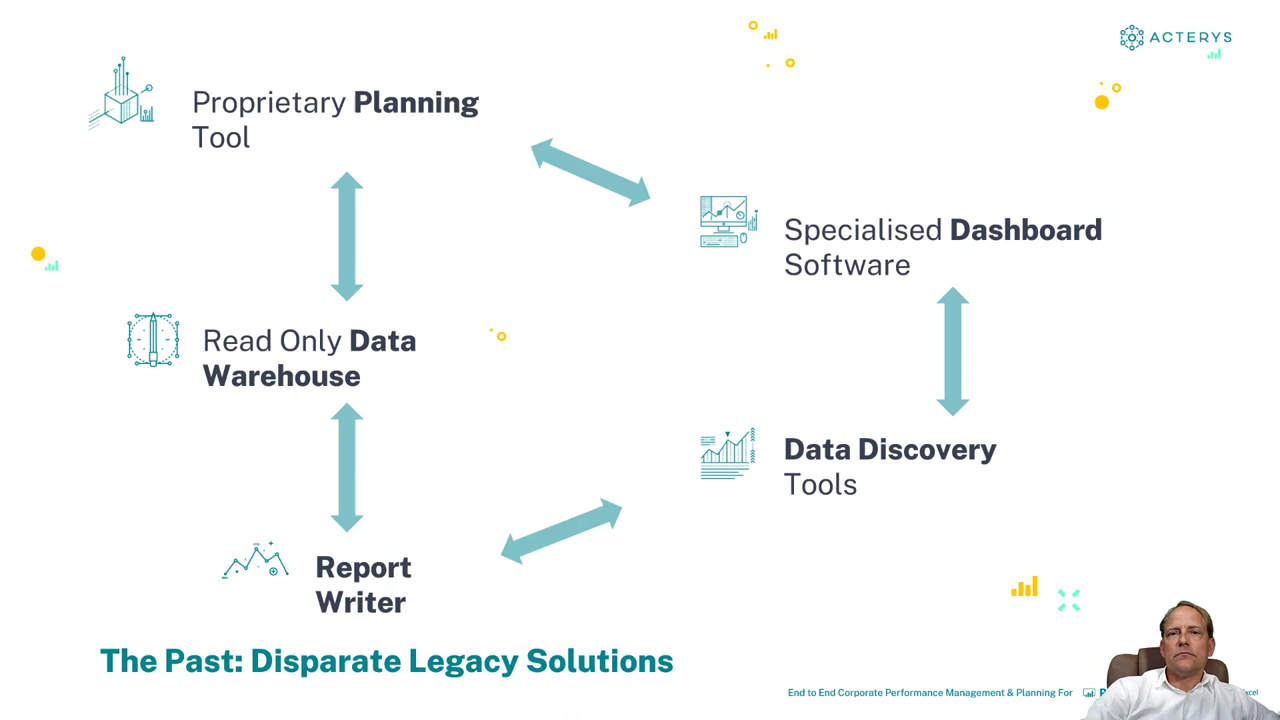 ACTERYS
Proprietary Planning
Tool
Specialised Dashboard
Software
Read Only Data
Warehouse
Data Discovery
Tools
Report
Writer
The Past: Disparate Legacy Solutions
End to End Corporate Performance Management & Planning For